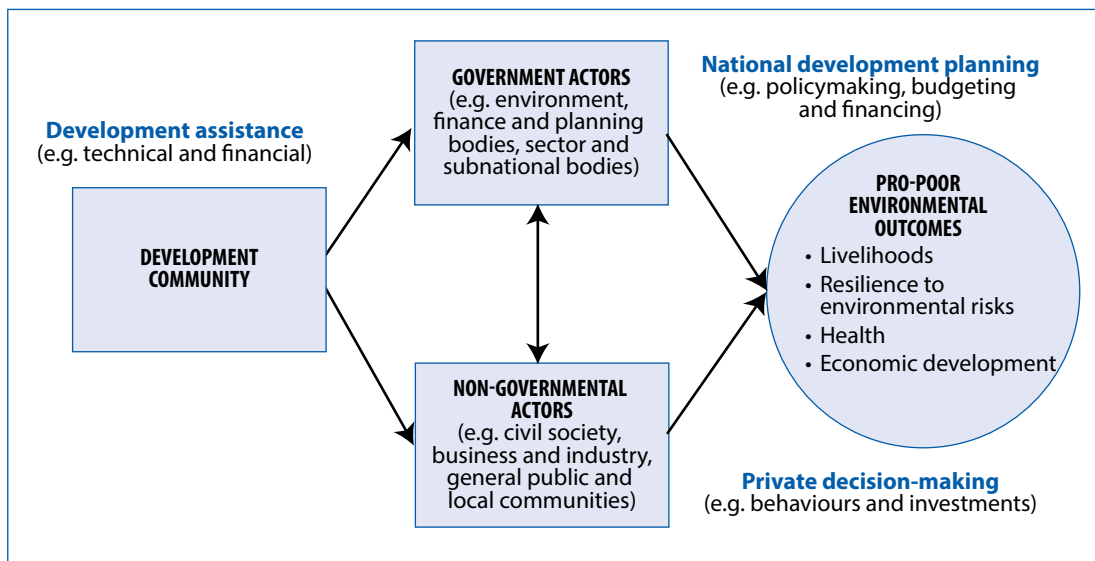 Development assistance
(e.g. technical and financial)
DEVELOPMENT
COMMUNITY
GOVERNMENT ACTORS
(e.g. environment,
finance and planning
bodies, sector and
subnational bodies)
NON-GOVERNMENTAL
ACTORS
(e.g. civil society,
business and industry,
general public and
local communities)
National development planning
(e.g. policymaking, budgeting
and financing)
PRO-POOR
ENVIRONMENTAL
OUTCOMES
• Livelihoods
• Resilience to
environmental risks
• Health
• Economic development
Private decision-making
(e.g. behaviours and investments)